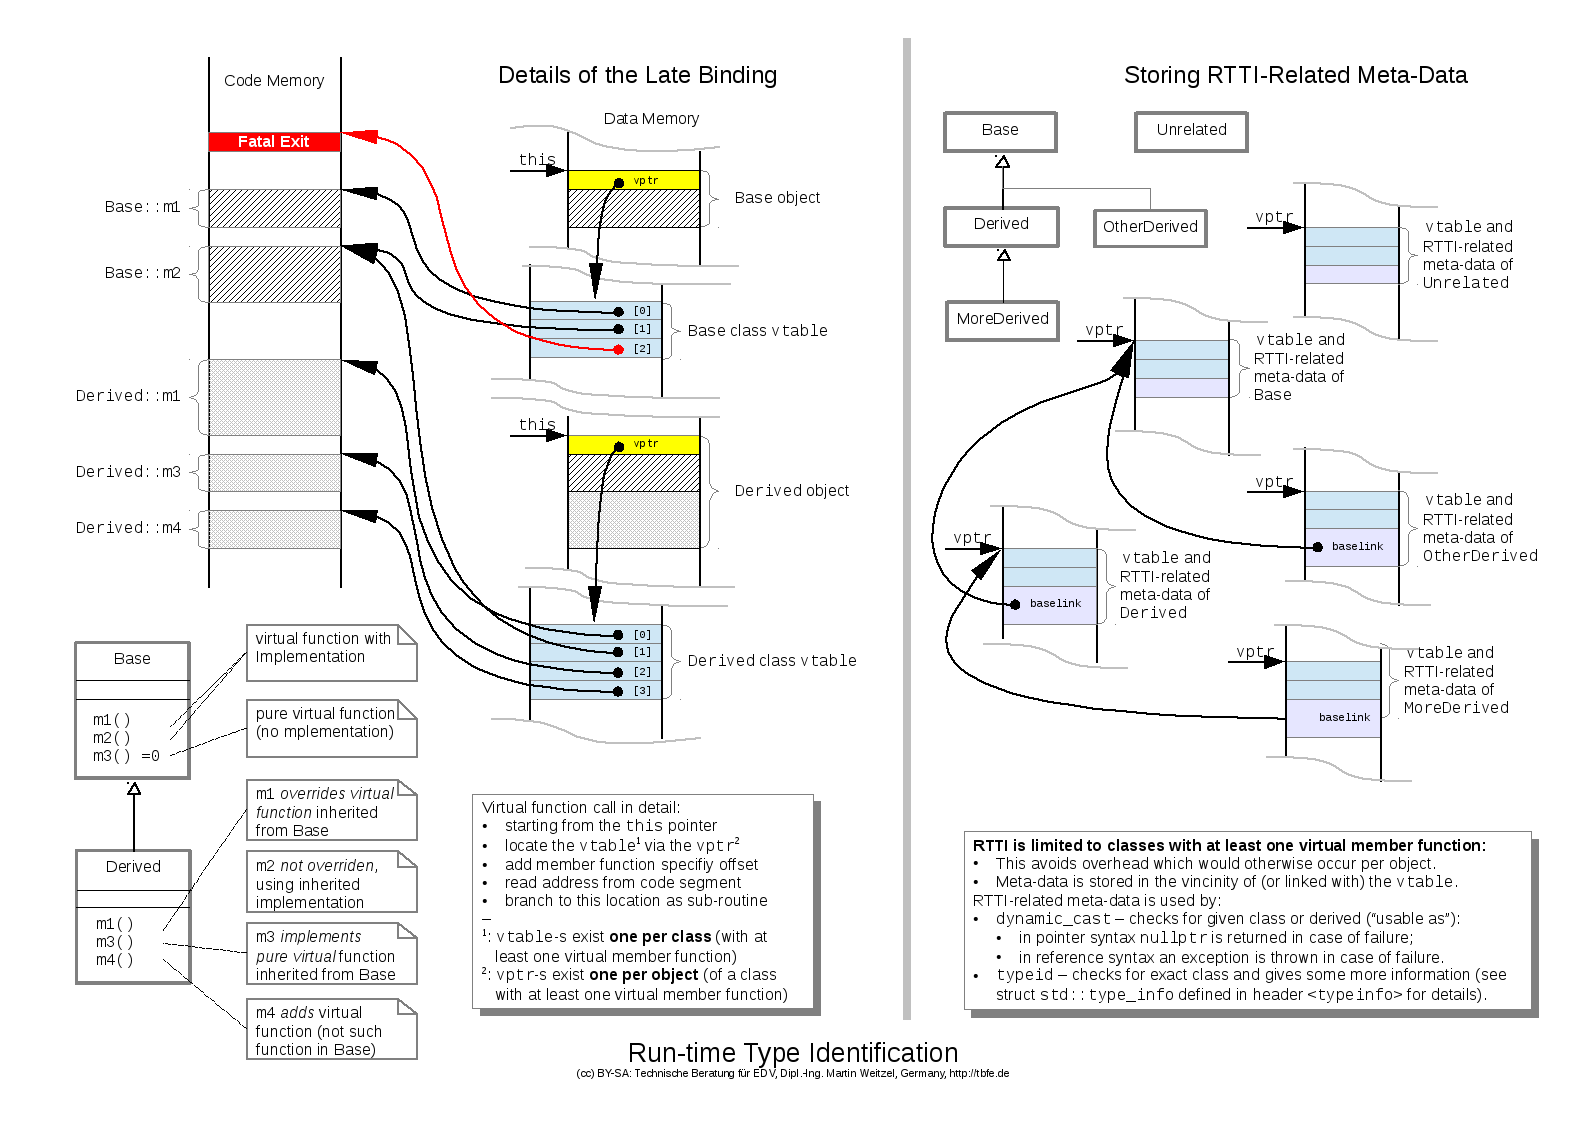 Details of the Late Binding
Code Memory
Data Memory
Fatal Exit
this
vptr
Base object
Base::m1
Base::m2
[0]
[1]
[2]
Base class vtable
Derived::m1
this
vptr
Derived::m3
Derived object
Derived::m4
[0]
[1]
[2]
[3]
Derived class vtable
Base
m1()
m2()
m3() =0
virtual function with
Implementation
pure virtual function
(no mplementation)
Derived
m1()
m3()
m4()
m1 overrides virtual
function inherited
from Base
m2 not overriden,
using inherited
implementation
m3 implements
pure virtual function
inherited from Base
m4 adds virtual
function (not such
function in Base)
Virtual function call in detail:
• starting from the this pointer
• locate the vtable¹ via the vptr²
• add member function specifiy offset
• read address from code segment
• branch to this location as sub-routine
–
¹: vtable-s exist one per class (with at
least one virtual member function)
²: vptr-s exist one per object (of a class
with at least one virtual member function)
Storing RTTI-Related Meta-Data
Base
Unrelated
Derived
OtherDerived
MoreDerived
vptr
vtable and
RTTI-related
meta-data of
Unrelated
vptr
vtable and
RTTI-related
meta-data of
Base
vptr
baselink
vtable and
RTTI-related
meta-data of
OtherDerived
vptr
baselink
vtable and
RTTI-related
meta-data of
Derived
vptr
baselink
vtable and
RTTI-related
meta-data of
MoreDerived
RTTI is limited to classes with at least one virtual member function:
• This avoids overhead which would otherwise occur per object.
• Meta-data is stored in the vincinity of (or linked with) the vtable.
RTTI-related meta-data is used by:
• dynamic_cast – checks for given class or derived (“usable as”):
• in pointer syntax nullptr is returned in case of failure;
• in reference syntax an exception is thrown in case of failure.
• typeid – checks for exact class and gives some more information (see
struct std::type_info defined in header <typeinfo> for details).
Run-time Type Identification
(cc) BY-SA: Technische Beratung für EDV, Dipl.-Ing. Martin Weitzel, Germany, http://tbfe.de